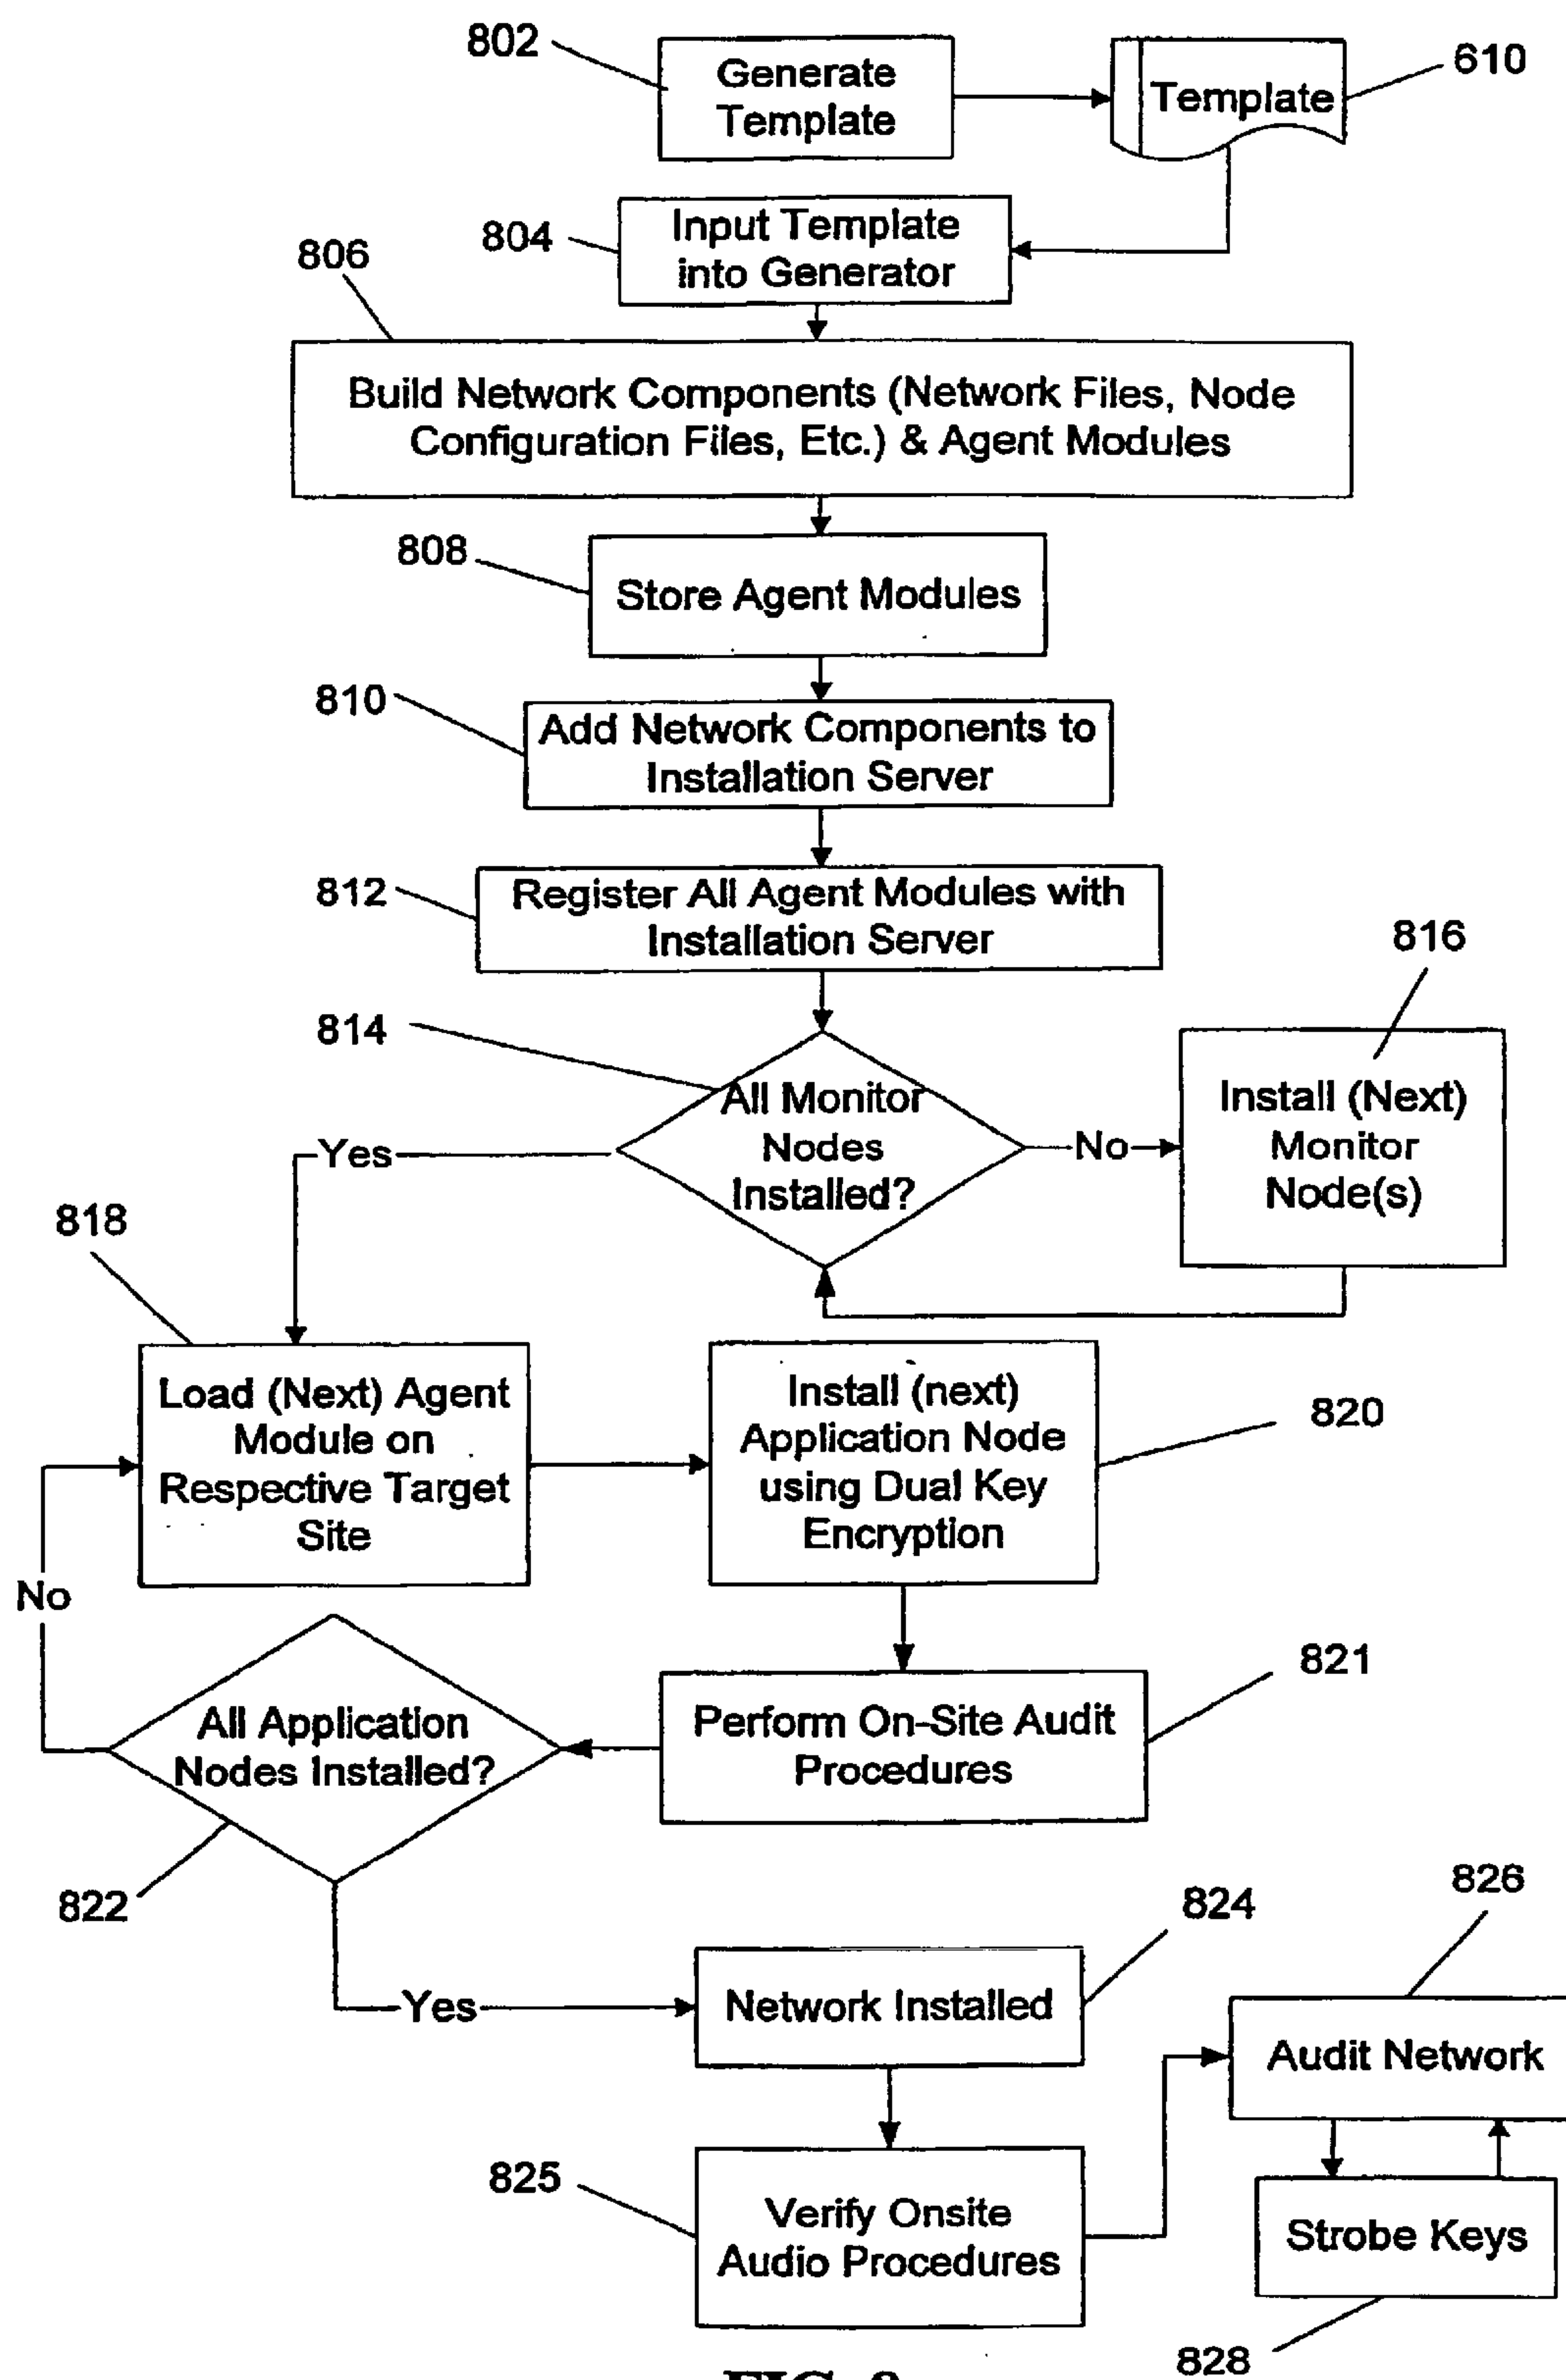 802
Generate
Template
Template
610
804
Input Template
into Generator
806
Build Network Components (Network Files, Node
Configuration Files, Etc.) & Agent Modules
808
Store Agent Modules
810
Add Network Components to
Installation Server
812
Register All Agent Modules with
Installation Server
814
All Monitor
Nodes
Installed?
Yes
No
816
Install (Next)
Monitor
Node(s)
818
Load (Next) Agent
Module on
Respective Target
Site
Install (next)
Application Node
using Dual Key
Encryption
820
No
All Application
Nodes Installed?
822
Perform On-Site Audit
Procedures
821
Yes
Network Installed
824
826
Audit Network
825
Verify Onsite
Audio Procedures
Strobe Keys
828